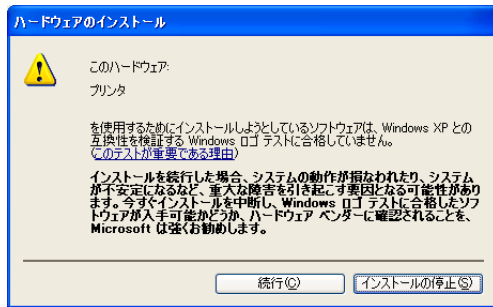 ハードウェアのインストール
このハードウェア:
プリンタ
を使用するためにインストールしようとしているソフトウェアは、Windows XP との
互換性を検証する Windows ロゴ テストに合格していません。
(このテストが重要である理由)
インストールを続行した場合、システムの動作が損なわれたり、システム
が不安定になるなど、重大な障害を引き起こす要因となる可能性があり
ます。今すぐインストールを中断し、Windows ロゴ テストに合格したソフ
トウェアが入手可能かどうか、ハードウェア ベンダーに確認されることを、
Microsoft は強くお勧めします。
続行(C)
インストールの停止(S)